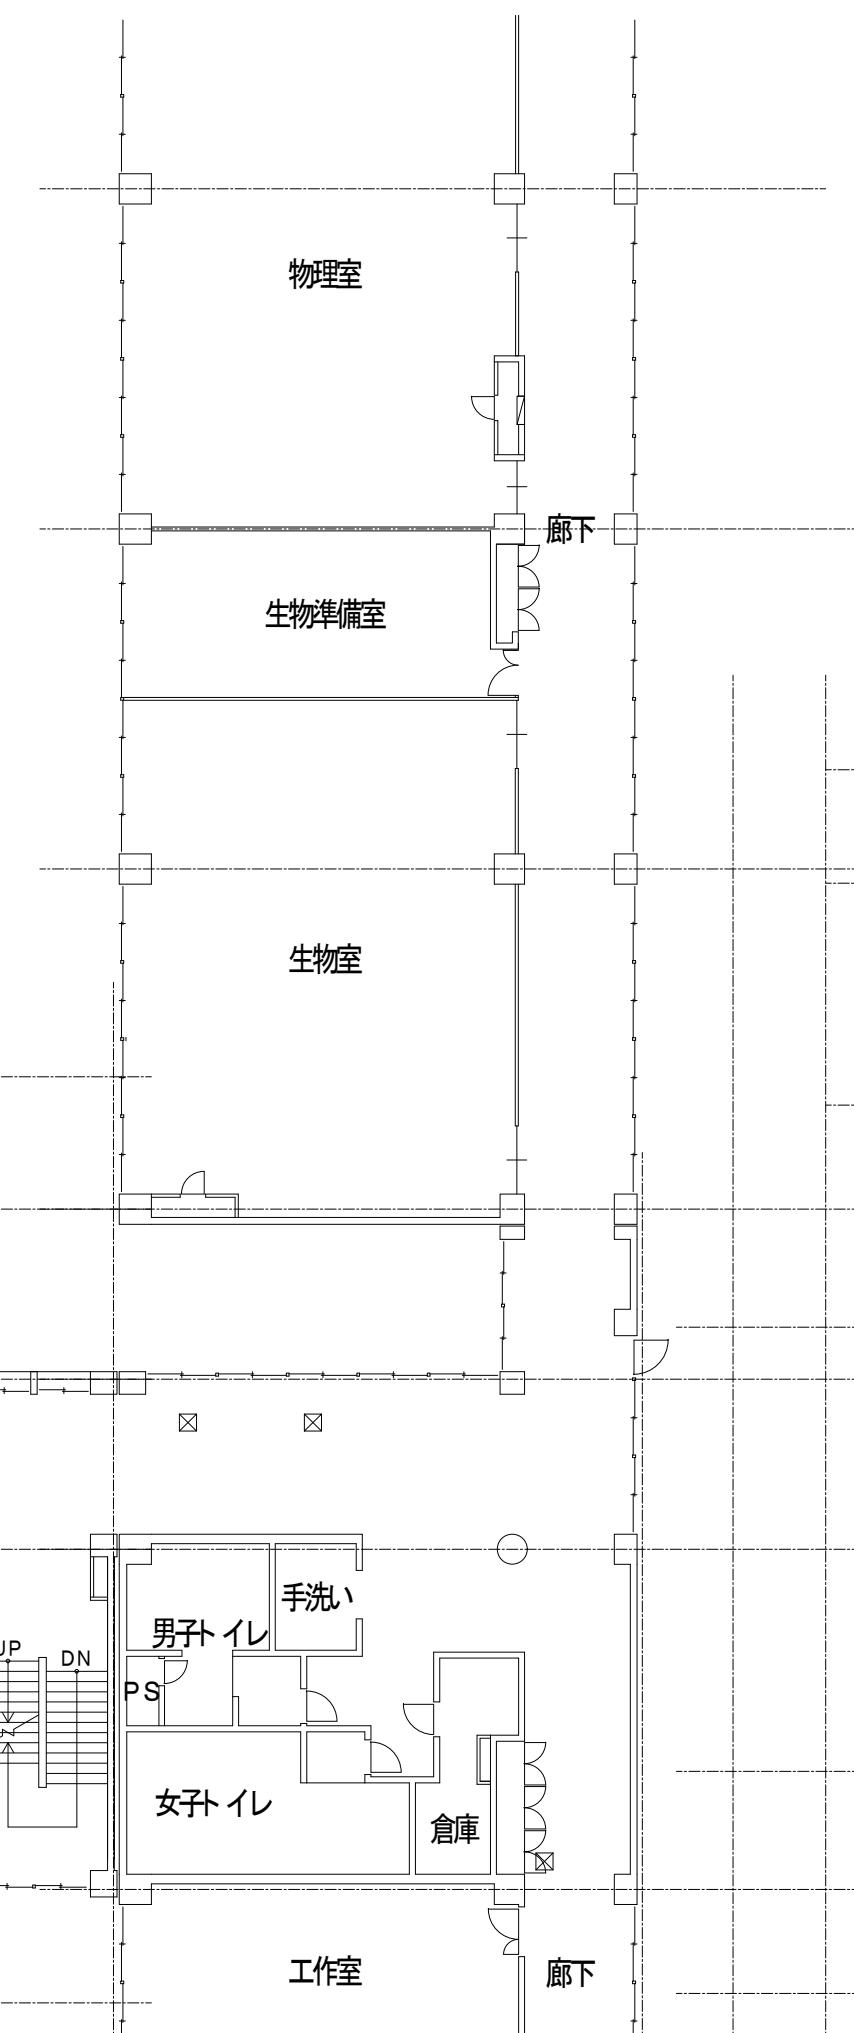 物理室
廊下
生物準備室
生物室
手洗い
男子トイレ
UP
DN
PS
女子トイレ
倉庫
工作室
廊下